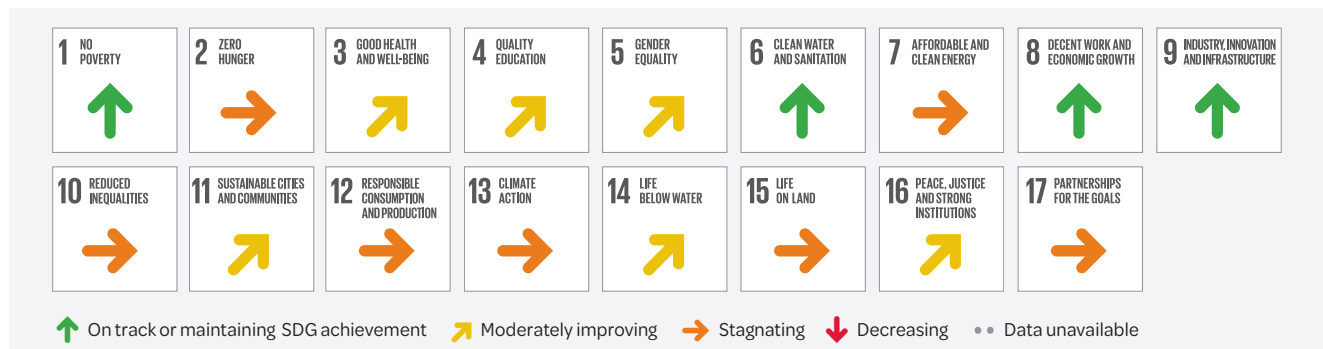 1 NO
POVERTY
2 ZERO
HUNGER
3 GOOD HEALTH
AND WELL-BEING
4 QUALITY
EDUCATION
5 GENDER
EQUALITY
6 CLEAN WATER
AND SANITATION
7 AFFORDABLE AND
CLEAN ENERGY
8 DECENT WORK AND
ECONOMIC GROWTH
9 INDUSTRY, INNOVATION
AND INFRASTRUCTURE
10 REDUCED
INEQUALITIES
11 SUSTAINABLE CITIES
AND COMMUNITIES
12 RESPONSIBLE
CONSUMPTION
AND PRODUCTION
13 CLIMATE
ACTION
14 LIFE
BELOW WATER
15 LIFE
ON LAND
16 PEACE, JUSTICE
AND STRONG
INSTITUTIONS
17 PARTNERSHIPS
FOR THE GOALS
On track or maintaining SDG achievement Moderately improving Stagnating Decreasing Data unavailable